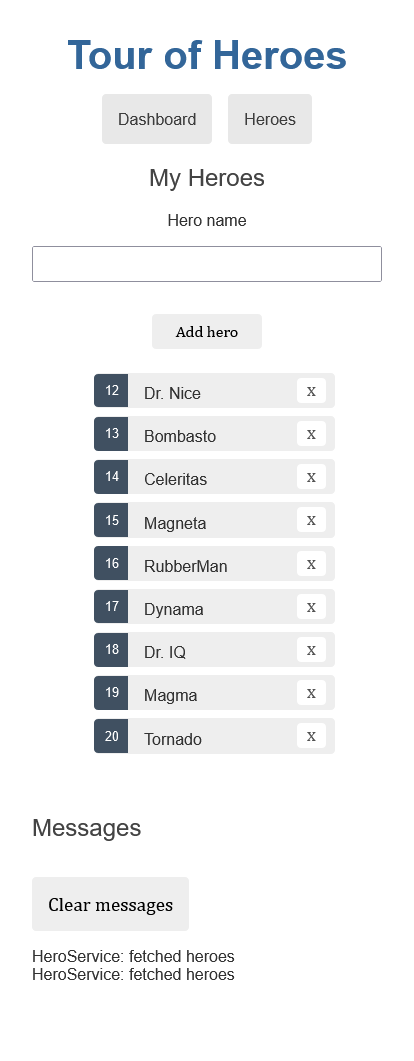 Tour of Heroes
Dashboard Heroes
My Heroes
Hero name
Add hero
12 Dr. Nice x
13 Bombasto x
14 Celeritas x
15 Magneta x
16 RubberMan x
17 Dynama x
18 Dr. IQ x
19 Magma x
20 Tornado x
Messages
Clear messages
HeroService: fetched heroes
HeroService: fetched heroes